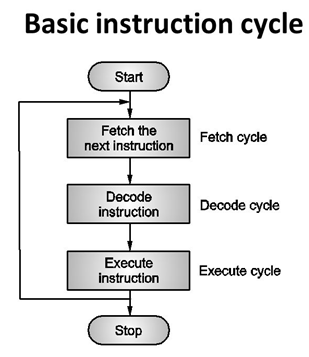 Basic instruction cycle
Start
Fetch the
next instruction
Fetch cycle
Decode
instruction
Decode cycle
Execute
instruction
Execute cycle
Stop